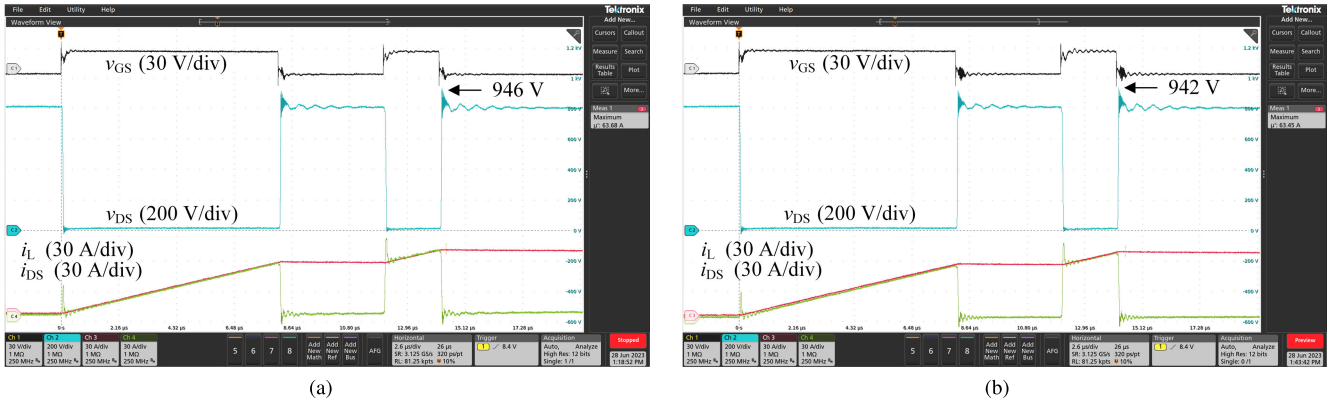 File Edit Utility Help
Tektronix
Waveform View
Add New...
Cursors Callout
Measure Search
Results Table Plot
More...
Meas 1
Maximum
μ': 63.68 A
T
C1
C2
C4
vGS (30 V/div)
946 V
vDS (200 V/div)
iL (30 A/div)
iDS (30 A/div)
1.2 kV
1 kV
800 V
600 V
400 V
200 V
0 V
-200 V
-400 V
-600 V
0 s 2.16 μs 4.32 μs 6.48 μs 8.64 μs 10.80 μs 12.96 μs 15.12 μs 17.28 μs
Ch 1 Ch 2 Ch 3 Ch 4
30 V/div 200 V/div 30 A/div 30 A/div
1 MΩ 1 MΩ 1 MΩ 1 MΩ
250 MHz 250 MHz 250 MHz 250 MHz
5 6 7 8
Add New Math Add New Ref Add New Bus
AFG
Horizontal
2.6 μs/div 26 μs
SR: 3.125 GS/s 320 ps/pt
RL: 81.25 kpts 10%
Trigger
1 8.4 V
Acquisition
Auto, Analyze
High Res: 12 bits
Single: 1 /1
Stopped
28 Jun 2023
1:18:52 PM
(a)
File Edit Utility Help
Tektronix
Waveform View
Add New...
Cursors Callout
Measure Search
Results Table Plot
More...
Meas 1
Maximum
μ': 63.45 A
T
C1
C2
C3
vGS (30 V/div)
942 V
vDS (200 V/div)
iL (30 A/div)
iDS (30 A/div)
1.2 kV
1 kV
800 V
600 V
400 V
200 V
0 V
-200 V
-400 V
-600 V
0 s 2.16 μs 4.32 μs 6.48 μs 8.64 μs 10.80 μs 12.96 μs 15.12 μs 17.28 μs
Ch 1 Ch 2 Ch 3 Ch 4
30 V/div 200 V/div 30 A/div 30 A/div
1 MΩ 1 MΩ 1 MΩ 1 MΩ
250 MHz 250 MHz 250 MHz 250 MHz
5 6 7 8
Add New Math Add New Ref Add New Bus
AFG
Horizontal
2.6 μs/div 26 μs
SR: 3.125 GS/s 320 ps/pt
RL: 81.25 kpts 10%
Trigger
1 8.4 V
Acquisition
Auto, Analyze
High Res: 12 bits
Single: 0 /1
Preview
28 Jun 2023
1:43:42 PM
(b)